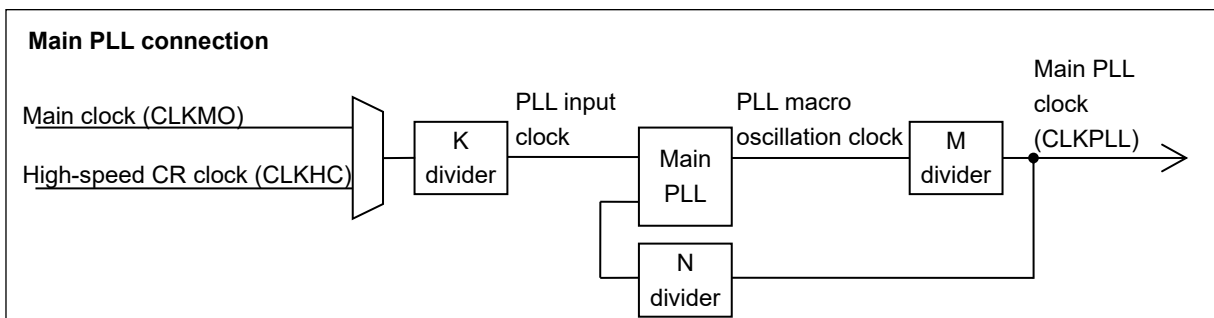 Main PLL connection
Main clock (CLKMO)
High-speed CR clock (CLKHC)
K
divider
PLL input
clock
Main
PLL
PLL macro
oscillation clock
M
divider
Main PLL
clock
(CLKPLL)
N
divider